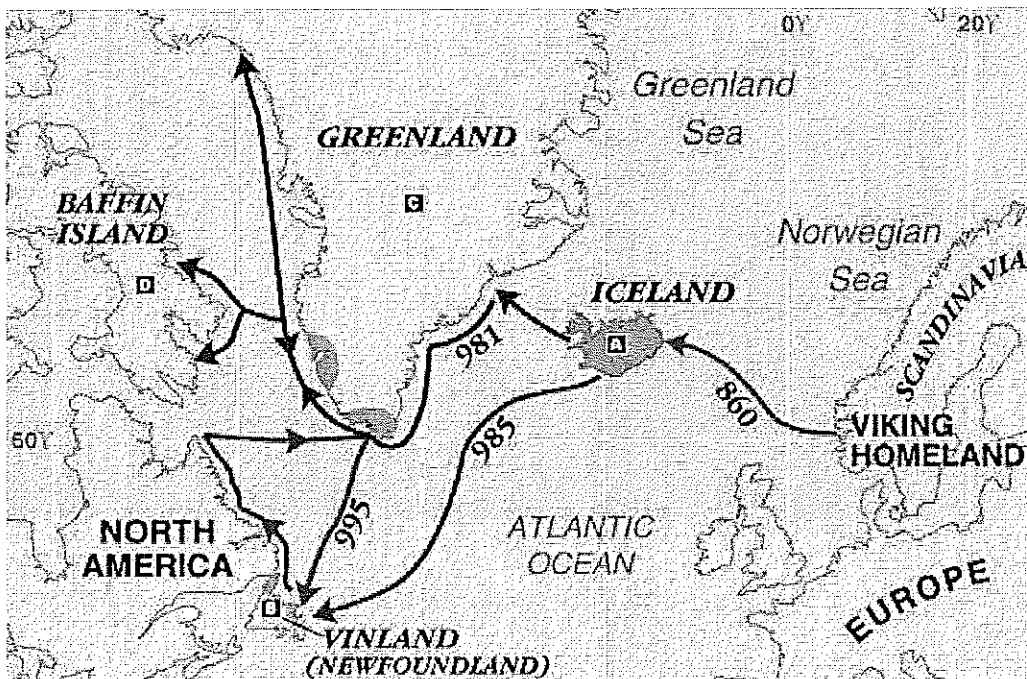 0Y 20Y
Greenland
Sea
GREENLAND
C
BAFFIN
ISLAND
D
Norwegian
Sea
SCANDINAVIA
ICELAND
A
981
860
985
60Y
VIKING
HOMELAND
995
NORTH
AMERICA
ATLANTIC
OCEAN
EUROPE
VINLAND
(NEWFOUNDLAND)